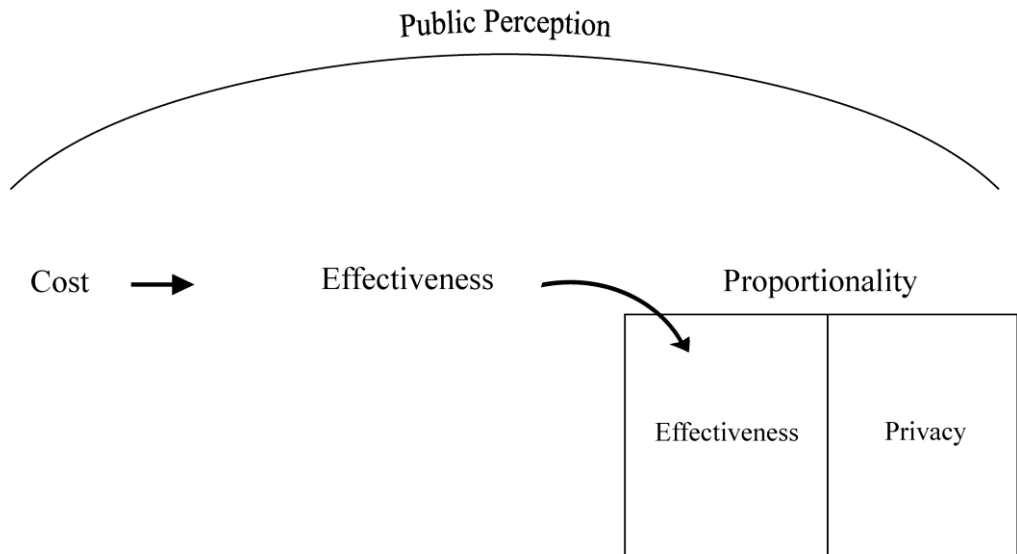 Public Perception
Cost
Effectiveness
Proportionality
Effectiveness
Privacy